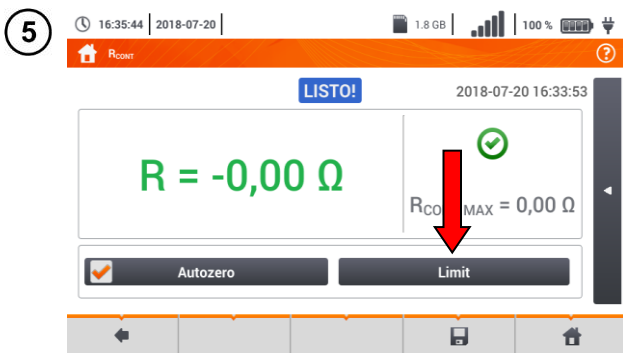 5
16:35:44 2018-07-20 1.8 GB 100 %
RCONT
?
LISTO! 2018-07-20 16:33:53
R = -0,00 Ω
MAX = 0,00 Ω
Autozero Limit